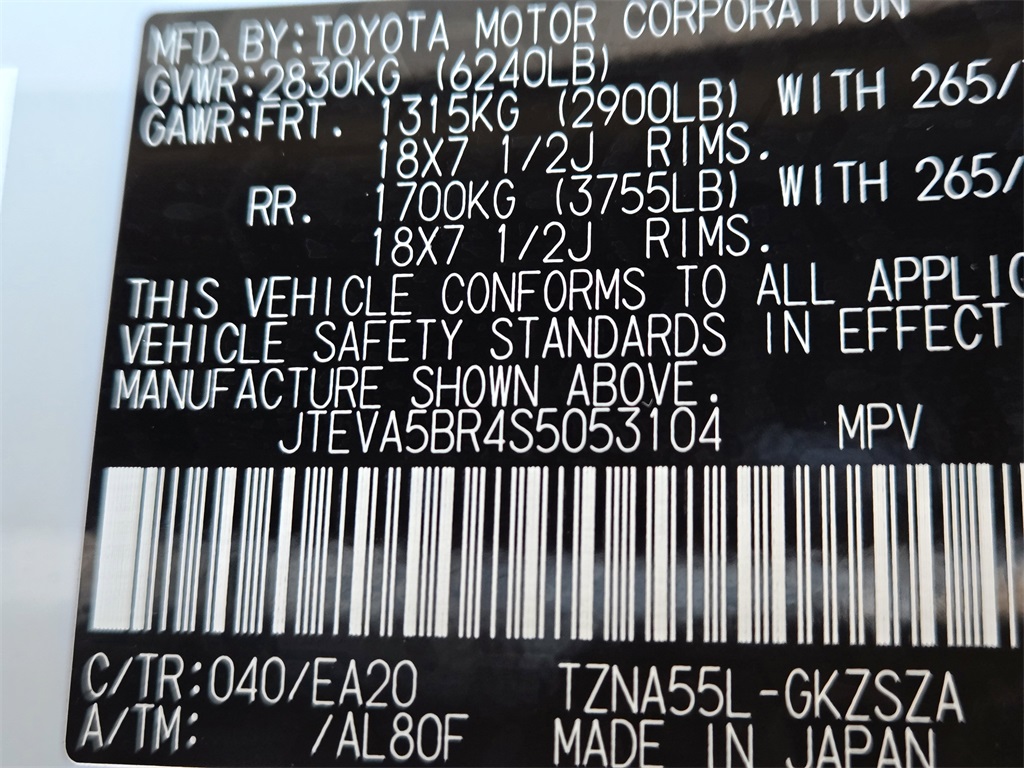 MFD. BY: TOYOTA MOTOR CORPORATION
GVWR: 2830KG (6240LB)
GAWR: FRT. 1315KG (2900LB) WITH 265/
18X7 1/2J RIMS.
RR. 1700KG (3755LB) WITH 265/
18X7 1/2J RIMS.
THIS VEHICLE CONFORMS TO ALL APPLIC
VEHICLE SAFETY STANDARDS IN EFFECT
MANUFACTURE SHOWN ABOVE.
JTEVA5BR4S5053104 MPV
C/TR: 040/EA20 TZNA55L-GKZSZA
A/TM: /AL80F MADE IN JAPAN